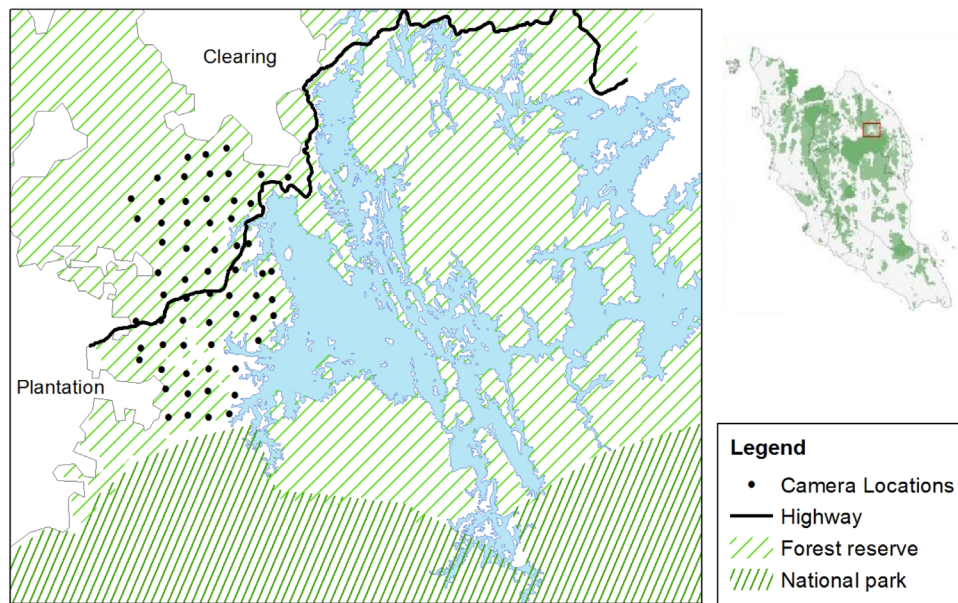 Clearing
Plantation
Legend
Camera Locations
Highway
Forest reserve
National park